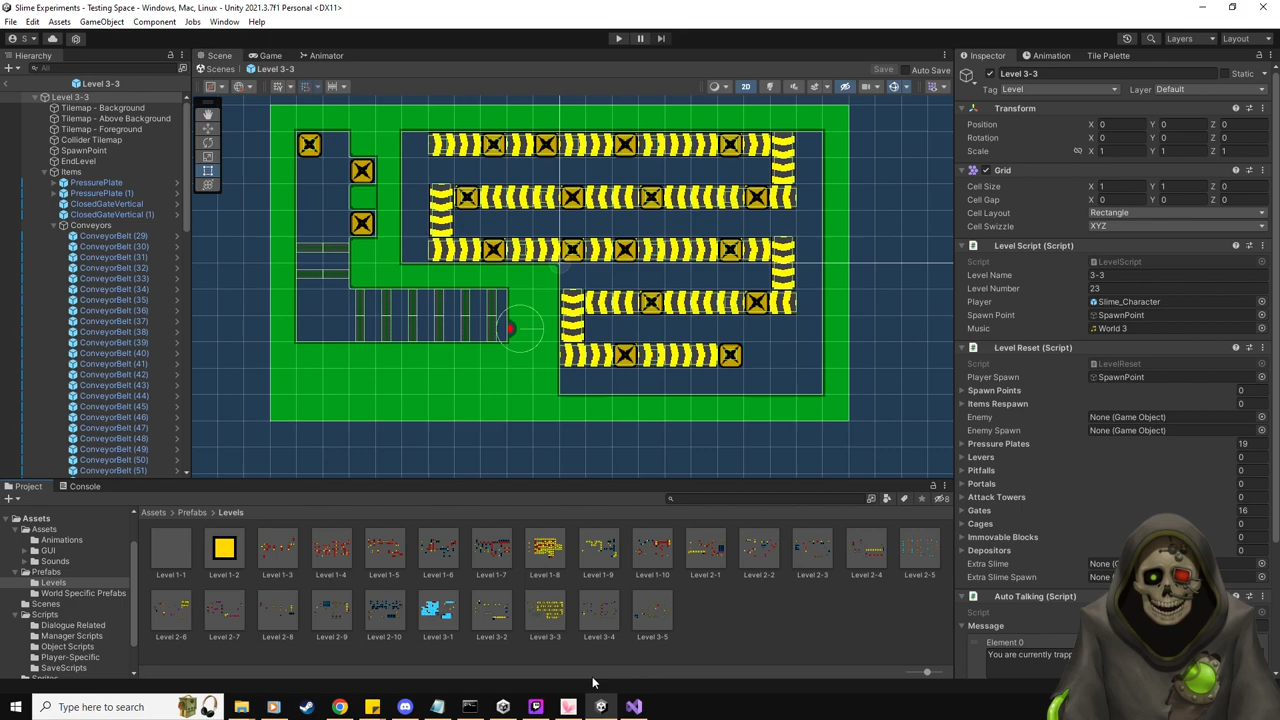 Slime Experiments - Testing Space - Windows, Mac, Linux - Unity 2021.3.7f1 Personal <DX11>
File Edit Assets GameObject Component Jobs Window Help
S Layers Layout
Hierarchy
All
Level 3-3
Level 3-3
Tilemap - Background
Tilemap - Above Background
Tilemap - Foreground
Collider Tilemap
SpawnPoint
EndLevel
Items
PressurePlate
PressurePlate (1)
ClosedGateVertical
ClosedGateVertical (1)
Conveyors
ConveyorBelt (29)
ConveyorBelt (30)
ConveyorBelt (31)
ConveyorBelt (32)
ConveyorBelt (33)
ConveyorBelt (34)
ConveyorBelt (35)
ConveyorBelt (36)
ConveyorBelt (37)
ConveyorBelt (38)
ConveyorBelt (39)
ConveyorBelt (40)
ConveyorBelt (41)
ConveyorBelt (42)
ConveyorBelt (43)
ConveyorBelt (44)
ConveyorBelt (45)
ConveyorBelt (46)
ConveyorBelt (47)
ConveyorBelt (48)
ConveyorBelt (49)
ConveyorBelt (50)
ConveyorBelt (51)
Scene Game Animator
Scenes Level 3-3 Save Auto Save
2D
Inspector Animation Tile Palette
Level 3-3 Static
Tag Level Layer Default
Transform
Position X 0 Y 0 Z 0
Rotation X 0 Y 0 Z 0
Scale X 1 Y 1 Z 1
Grid
Cell Size X 1 Y 1 Z 0
Cell Gap X 0 Y 0 Z 0
Cell Layout Rectangle
Cell Swizzle XYZ
Level Script (Script)
Script LevelScript
Level Name 3-3
Level Number 23
Player Slime_Character
Spawn Point SpawnPoint
Music World 3
Level Reset (Script)
Script LevelReset
Player Spawn SpawnPoint
Spawn Points 0
Items Respawn 0
Enemy None (Game Object)
Enemy Spawn None (Game Object)
Pressure Plates 19
Levers 0
Pitfalls 0
Portals 0
Attack Towers 0
Gates 16
Cages 0
Immovable Blocks
Depositors
Extra Slime None (
Extra Slime Spawn None (
Auto Talking (Script)
Script
Message
Element 0
You are currently trapp
Project Console
8
Assets
Assets
Animations
GUI
Sounds
Prefabs
Levels
World Specific Prefabs
Scenes
Scripts
Dialogue Related
Manager Scripts
Object Scripts
Player-Specific
SaveScripts
Assets > Prefabs > Levels
Level 1-1 Level 1-2 Level 1-3 Level 1-4 Level 1-5 Level 1-6 Level 1-7 Level 1-8 Level 1-9 Level 1-10 Level 2-1 Level 2-2 Level 2-3 Level 2-4 Level 2-5
Level 2-6 Level 2-7 Level 2-8 Level 2-9 Level 2-10 Level 3-1 Level 3-2 Level 3-3 Level 3-4 Level 3-5
Type here to search